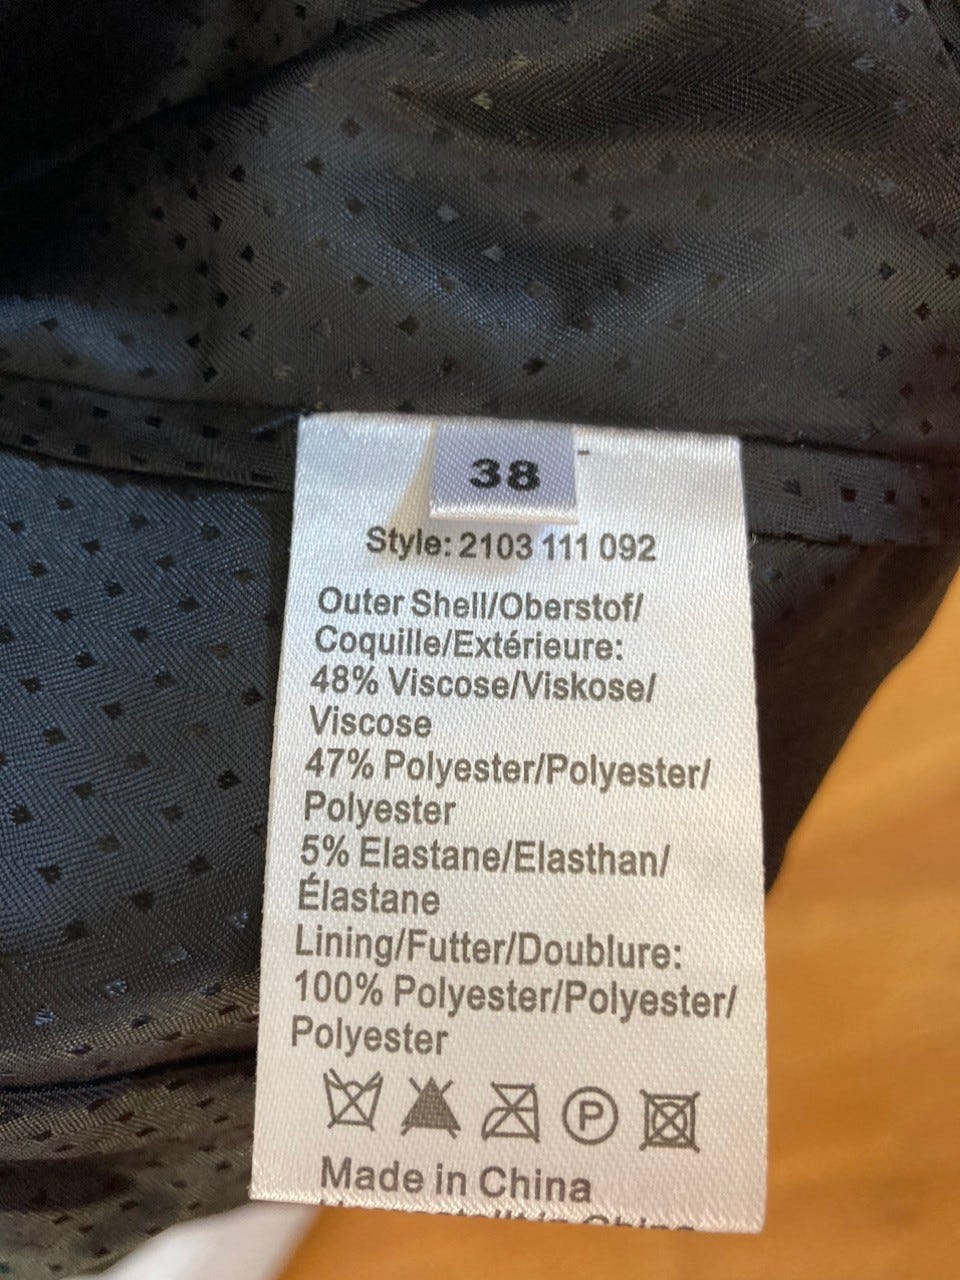 38
Style: 2103 111 092
Outer Shell/Oberstof/
Coquille/Extérieure:
48% Viscose/Viskose/
Viscose
47% Polyester/Polyester/
Polyester
5% Elastane/Elasthan/
Élastane
Lining/Futter/Doublure:
100% Polyester/Polyester/
Polyester
P
Made in China